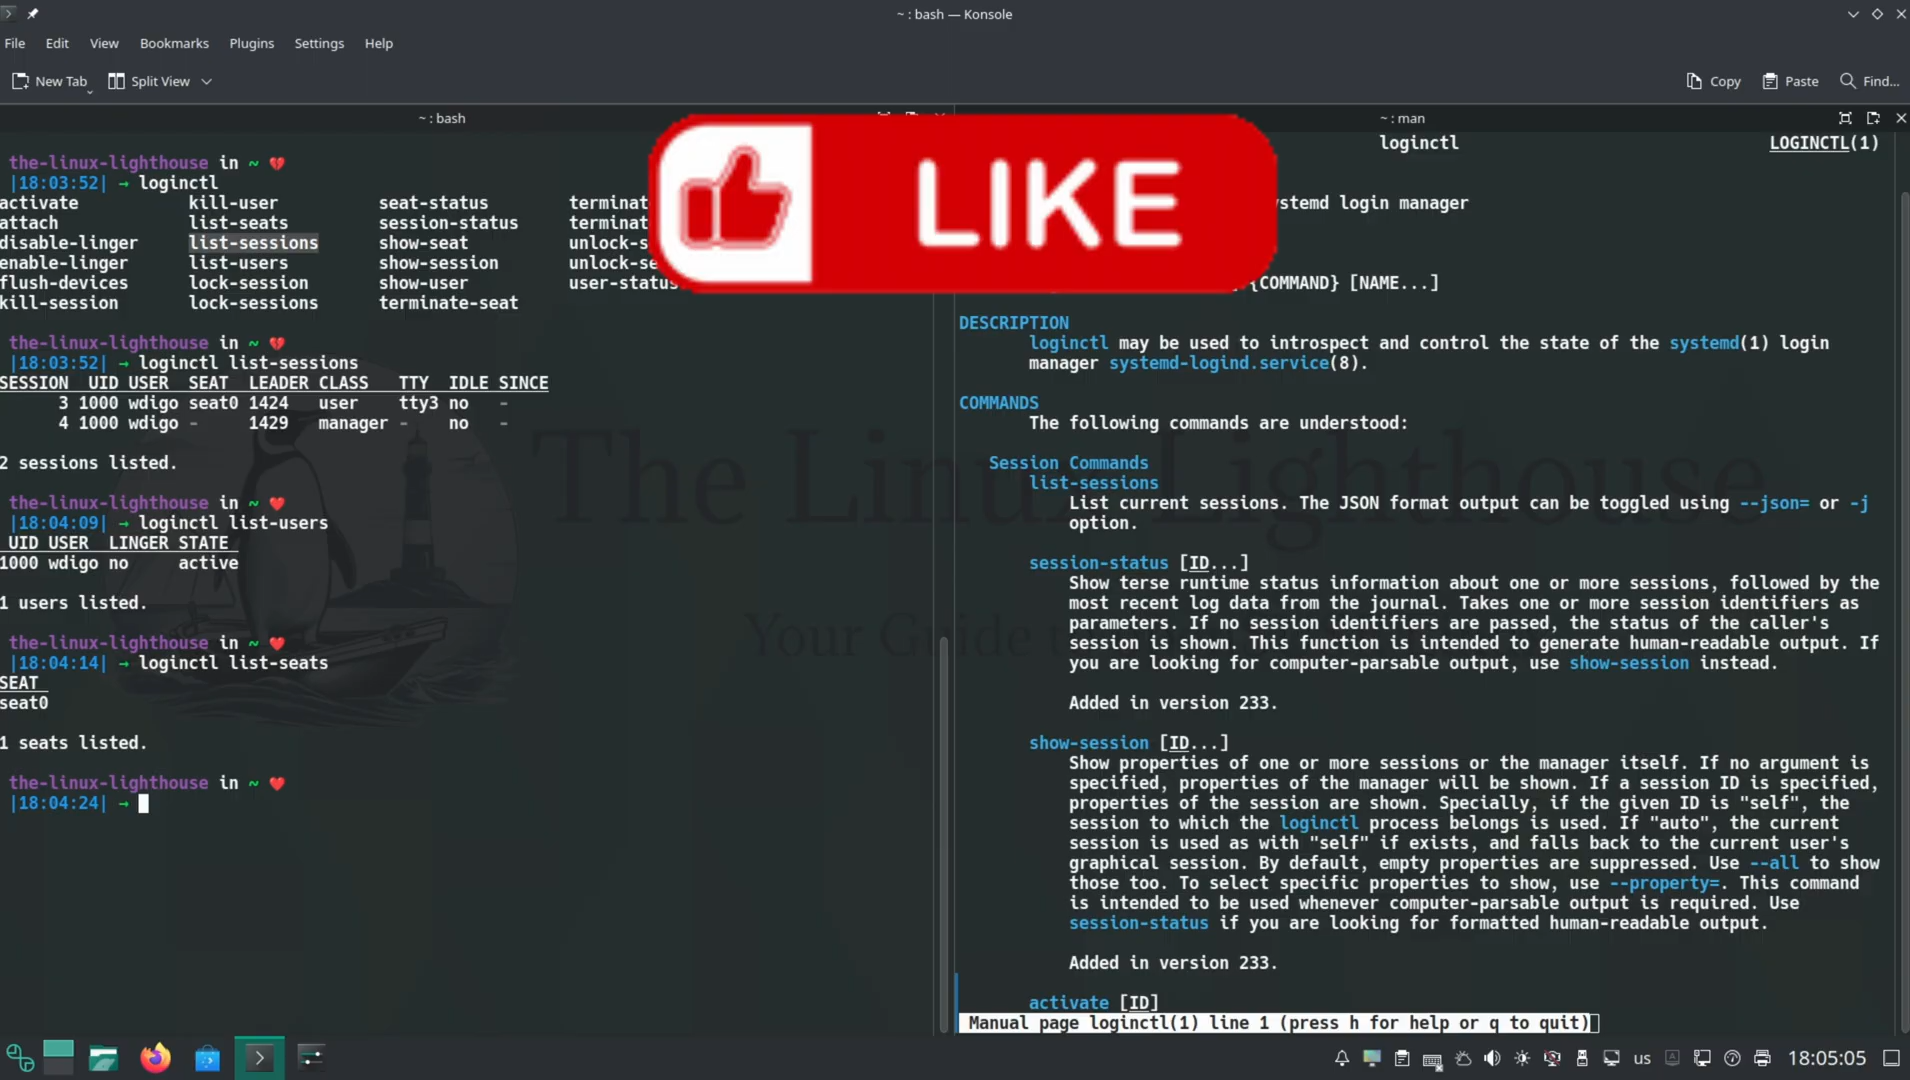 ~ : bash — Konsole
File Edit View Bookmarks Plugins Settings Help
New Tab Split View Copy Paste Find...
~ : bash
the-linux-lighthouse in ~
|18:03:52| → loginctl
activate kill-user seat-status terminat
attach list-seats session-status terminat
disable-linger list-sessions show-seat unlock-s
enable-linger list-users show-session unlock-se
flush-devices lock-session show-user user-status
kill-session lock-sessions terminate-seat
the-linux-lighthouse in ~
|18:03:52| → loginctl list-sessions
SESSION UID USER SEAT LEADER CLASS TTY IDLE SINCE
3 1000 wdigo seat0 1424 user tty3 no -
4 1000 wdigo - 1429 manager - no -
2 sessions listed.
the-linux-lighthouse in ~
|18:04:09| → loginctl list-users
UID USER LINGER STATE
1000 wdigo no active
1 users listed.
the-linux-lighthouse in ~
|18:04:14| → loginctl list-seats
SEAT
seat0
1 seats listed.
the-linux-lighthouse in ~
|18:04:24| →
LIKE
~ : man
loginctl LOGINCTL(1)
stemd login manager
{COMMAND} [NAME...]
DESCRIPTION
loginctl may be used to introspect and control the state of the systemd(1) login
manager systemd-logind.service(8).
COMMANDS
The following commands are understood:
Session Commands
list-sessions
List current sessions. The JSON format output can be toggled using --json= or -j
option.
session-status [ID...]
Show terse runtime status information about one or more sessions, followed by the
most recent log data from the journal. Takes one or more session identifiers as
parameters. If no session identifiers are passed, the status of the caller's
session is shown. This function is intended to generate human-readable output. If
you are looking for computer-parsable output, use show-session instead.
Added in version 233.
show-session [ID...]
Show properties of one or more sessions or the manager itself. If no argument is
specified, properties of the manager will be shown. If a session ID is specified,
properties of the session are shown. Specially, if the given ID is "self", the
session to which the loginctl process belongs is used. If "auto", the current
session is used as with "self" if exists, and falls back to the current user's
graphical session. By default, empty properties are suppressed. Use --all to show
those too. To select specific properties to show, use --property=. This command
is intended to be used whenever computer-parsable output is required. Use
session-status if you are looking for formatted human-readable output.
Added in version 233.
activate [ID]
Manual page loginctl(1) line 1 (press h for help or q to quit)
The Linux Lighthouse
Your Guide t
us 18:05:05